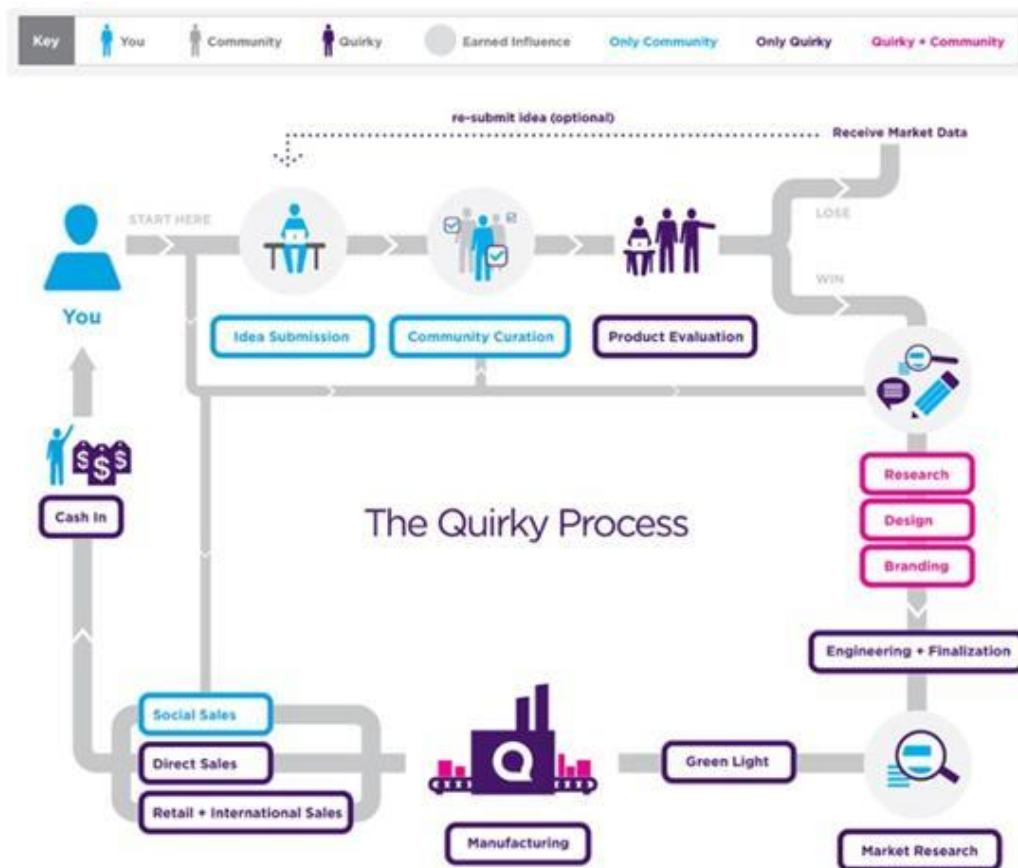 Key
You
Community
Quirky
Earned Influence
Only Community
Only Quirky
Quirky + Community
re-submit idea (optional)
Receive Market Data
START HERE
LOSE
WIN
You
Idea Submission
Community Curation
Product Evaluation
$ $ $
Cash In
The Quirky Process
Research
Design
Branding
Engineering + Finalization
Social Sales
Direct Sales
Retail + International Sales
Q
Manufacturing
Green Light
Market Research